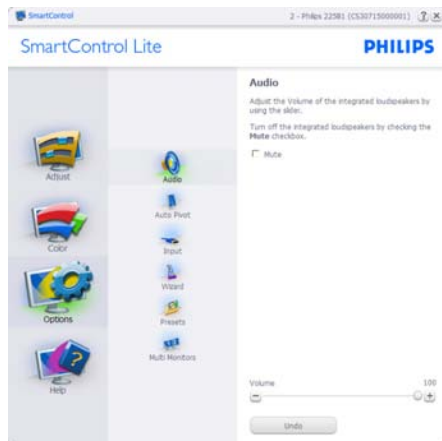 SmartControl
2 - Philips 225B1 (CS30715000001)
SmartControl Lite
PHILIPS
Adjust
Color
Options
Help
Audio
Auto Pivot
Input
Wizard
Presets
Multi Monitors
Audio
Adjust the Volume of the integrated loudspeakers by
using the slider.
Turn off the integrated loudspeakers by checking the
Mute checkbox.
Mute
Volume
100
Undo